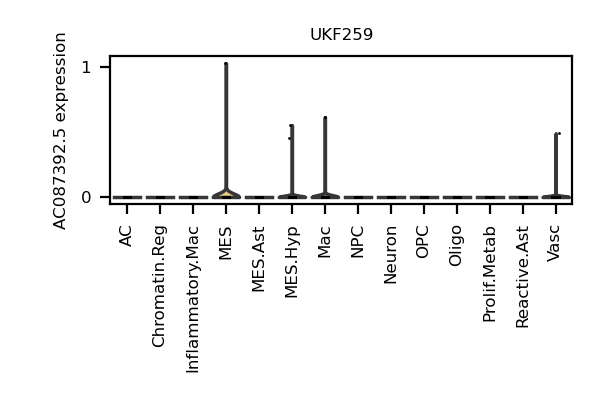 UKF259
AC087392.5 expression
1
0
AC
Chromatin.Reg
Inflammatory.Mac
MES
MES.Ast
MES.Hyp
Mac
NPC
Neuron
OPC
Oligo
Prolif.Metab
Reactive.Ast
Vasc